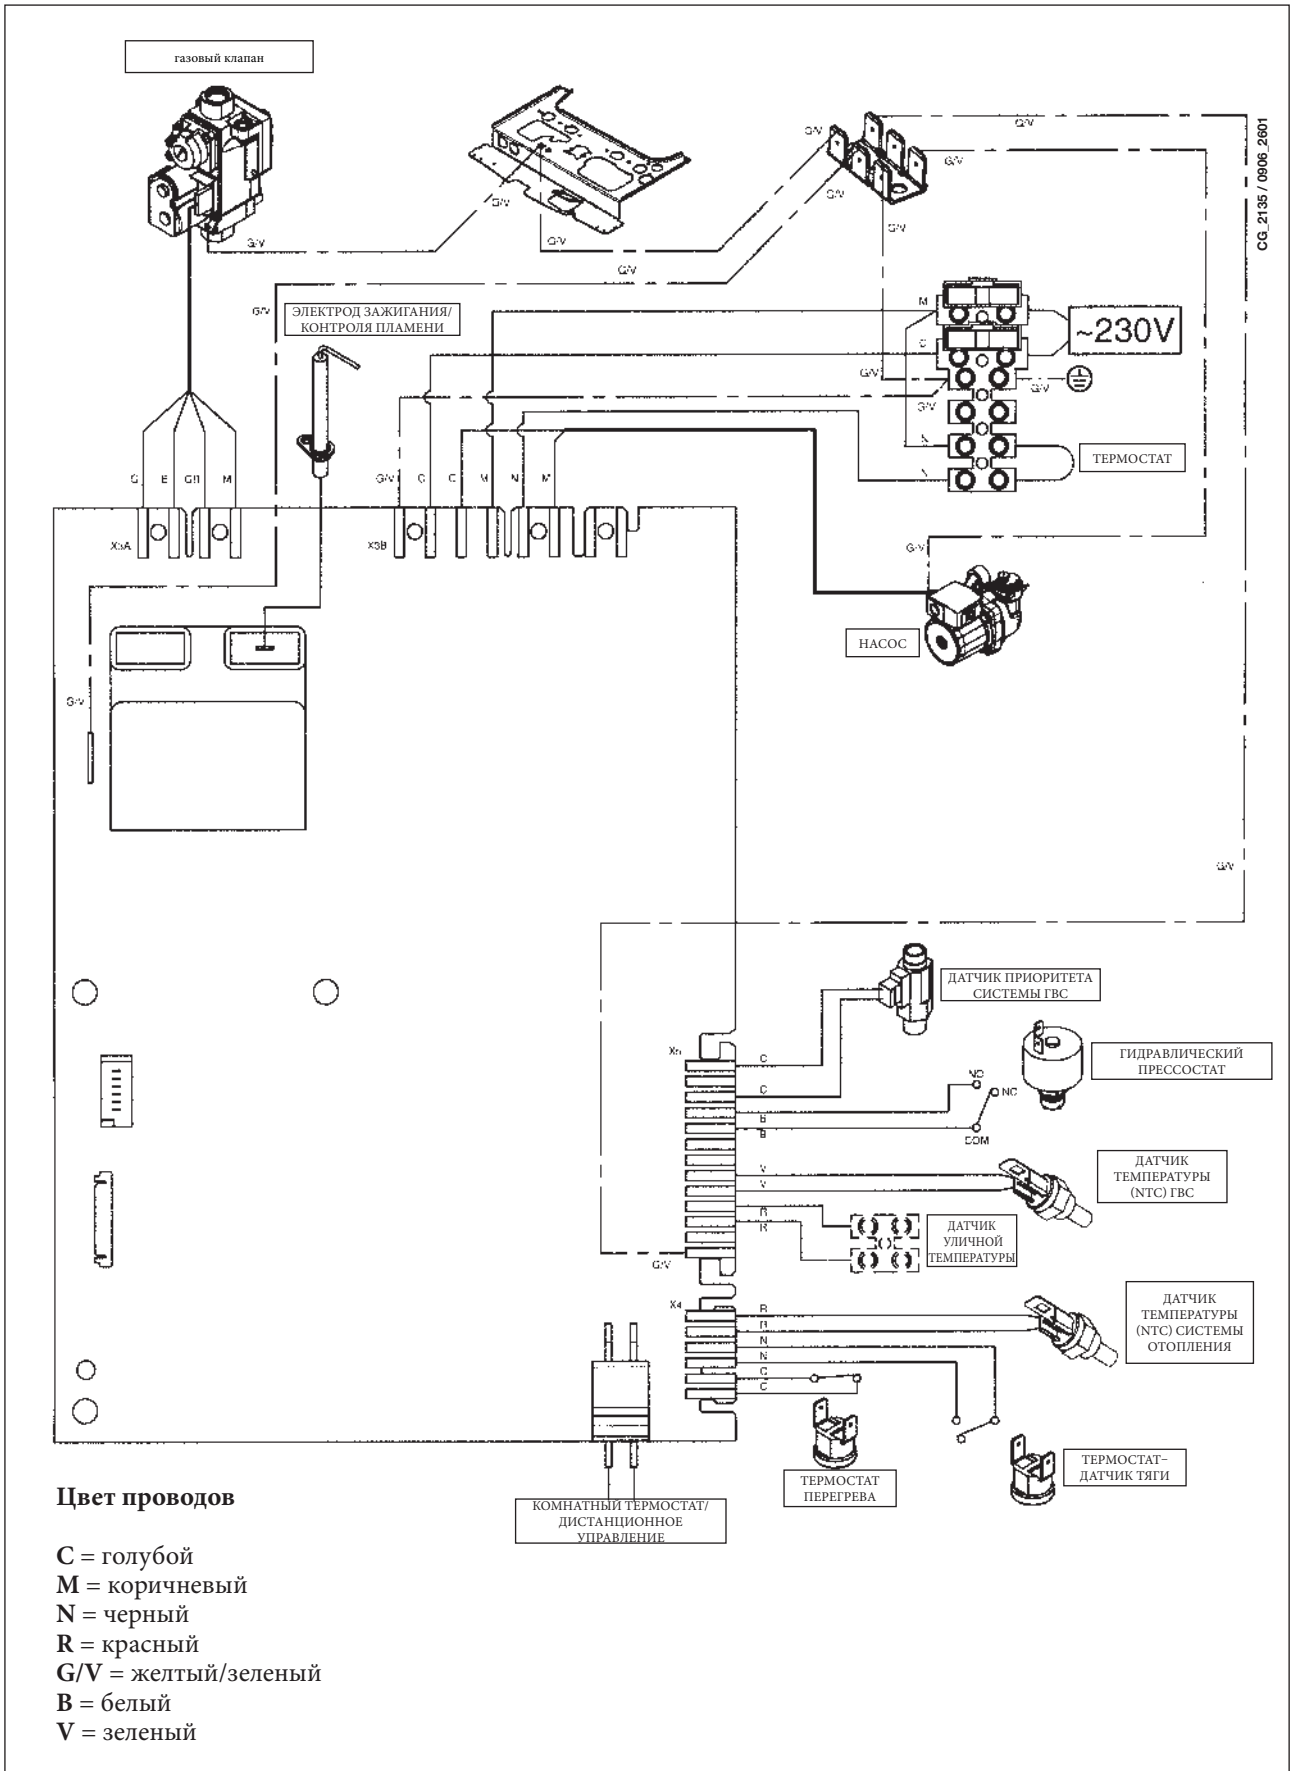 газовый клапан
G/V
G/V
G/V
G/V
G/V
G/V
G/V
G/V
G/V
G/V
CG_2135 / 0906_2601
ЭЛЕКТРОД ЗАЖИГАНИЯ/
КОНТРОЛЯ ПЛАМЕНИ
M
C
~230V
G/V
G/V
G/V
N
ТЕРМОСТАТ
M
G/V
C
C
M
N
M
X3B
G/V
НАСОС
G/V
G/V
ДАТЧИК ПРИОРИТЕТА
СИСТЕМЫ ГВС
C
C
NO
NC
COM
B
B
ГИДРАВЛИЧЕСКИЙ
ПРЕССОСТАТ
V
V
ДАТЧИК
ТЕМПЕРАТУРЫ
(NTC) ГВС
R
R
ДАТЧИК
УЛИЧНОЙ
ТЕМПЕРАТУРЫ
G/V
X4
R
R
N
N
C
C
ДАТЧИК
ТЕМПЕРАТУРЫ
(NTC) СИСТЕМЫ
ОТОПЛЕНИЯ
ТЕРМОСТАТ
ПЕРЕГРЕВА
ТЕРМОСТАТ–
ДАТЧИК ТЯГИ
КОМНАТНЫЙ ТЕРМОСТАТ/
ДИСТАНЦИОННОЕ
УПРАВЛЕНИЕ
Цвет проводов
C = голубой
M = коричневый
N = черный
R = красный
G/V = желтый/зеленый
B = белый
V = зеленый